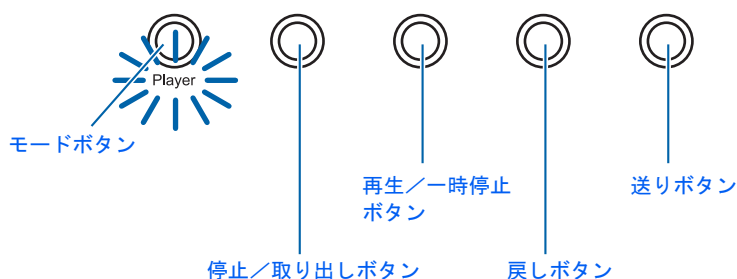 Player
モードボタン
再生／一時停止
ボタン
送りボタン
停止／取り出しボタン
戻しボタン